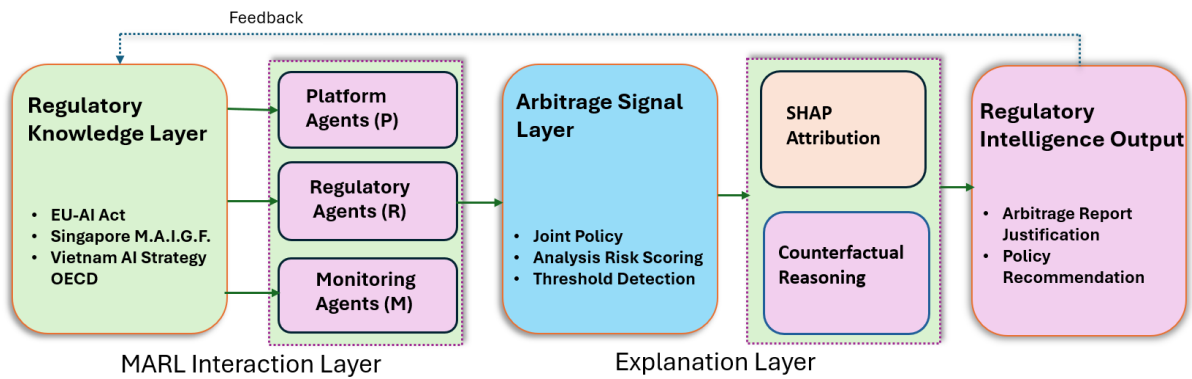 Feedback
Regulatory
Knowledge Layer
• EU-AI Act
• Singapore M.A.I.G.F.
• Vietnam AI Strategy
OECD
Platform
Agents (P)
Regulatory
Agents (R)
Monitoring
Agents (M)
MARL Interaction Layer
Arbitrage Signal
Layer
• Joint Policy
• Analysis Risk Scoring
• Threshold Detection
SHAP
Attribution
Counterfactual
Reasoning
Explanation Layer
Regulatory
Intelligence Output
• Arbitrage Report
Justification
• Policy
Recommendation